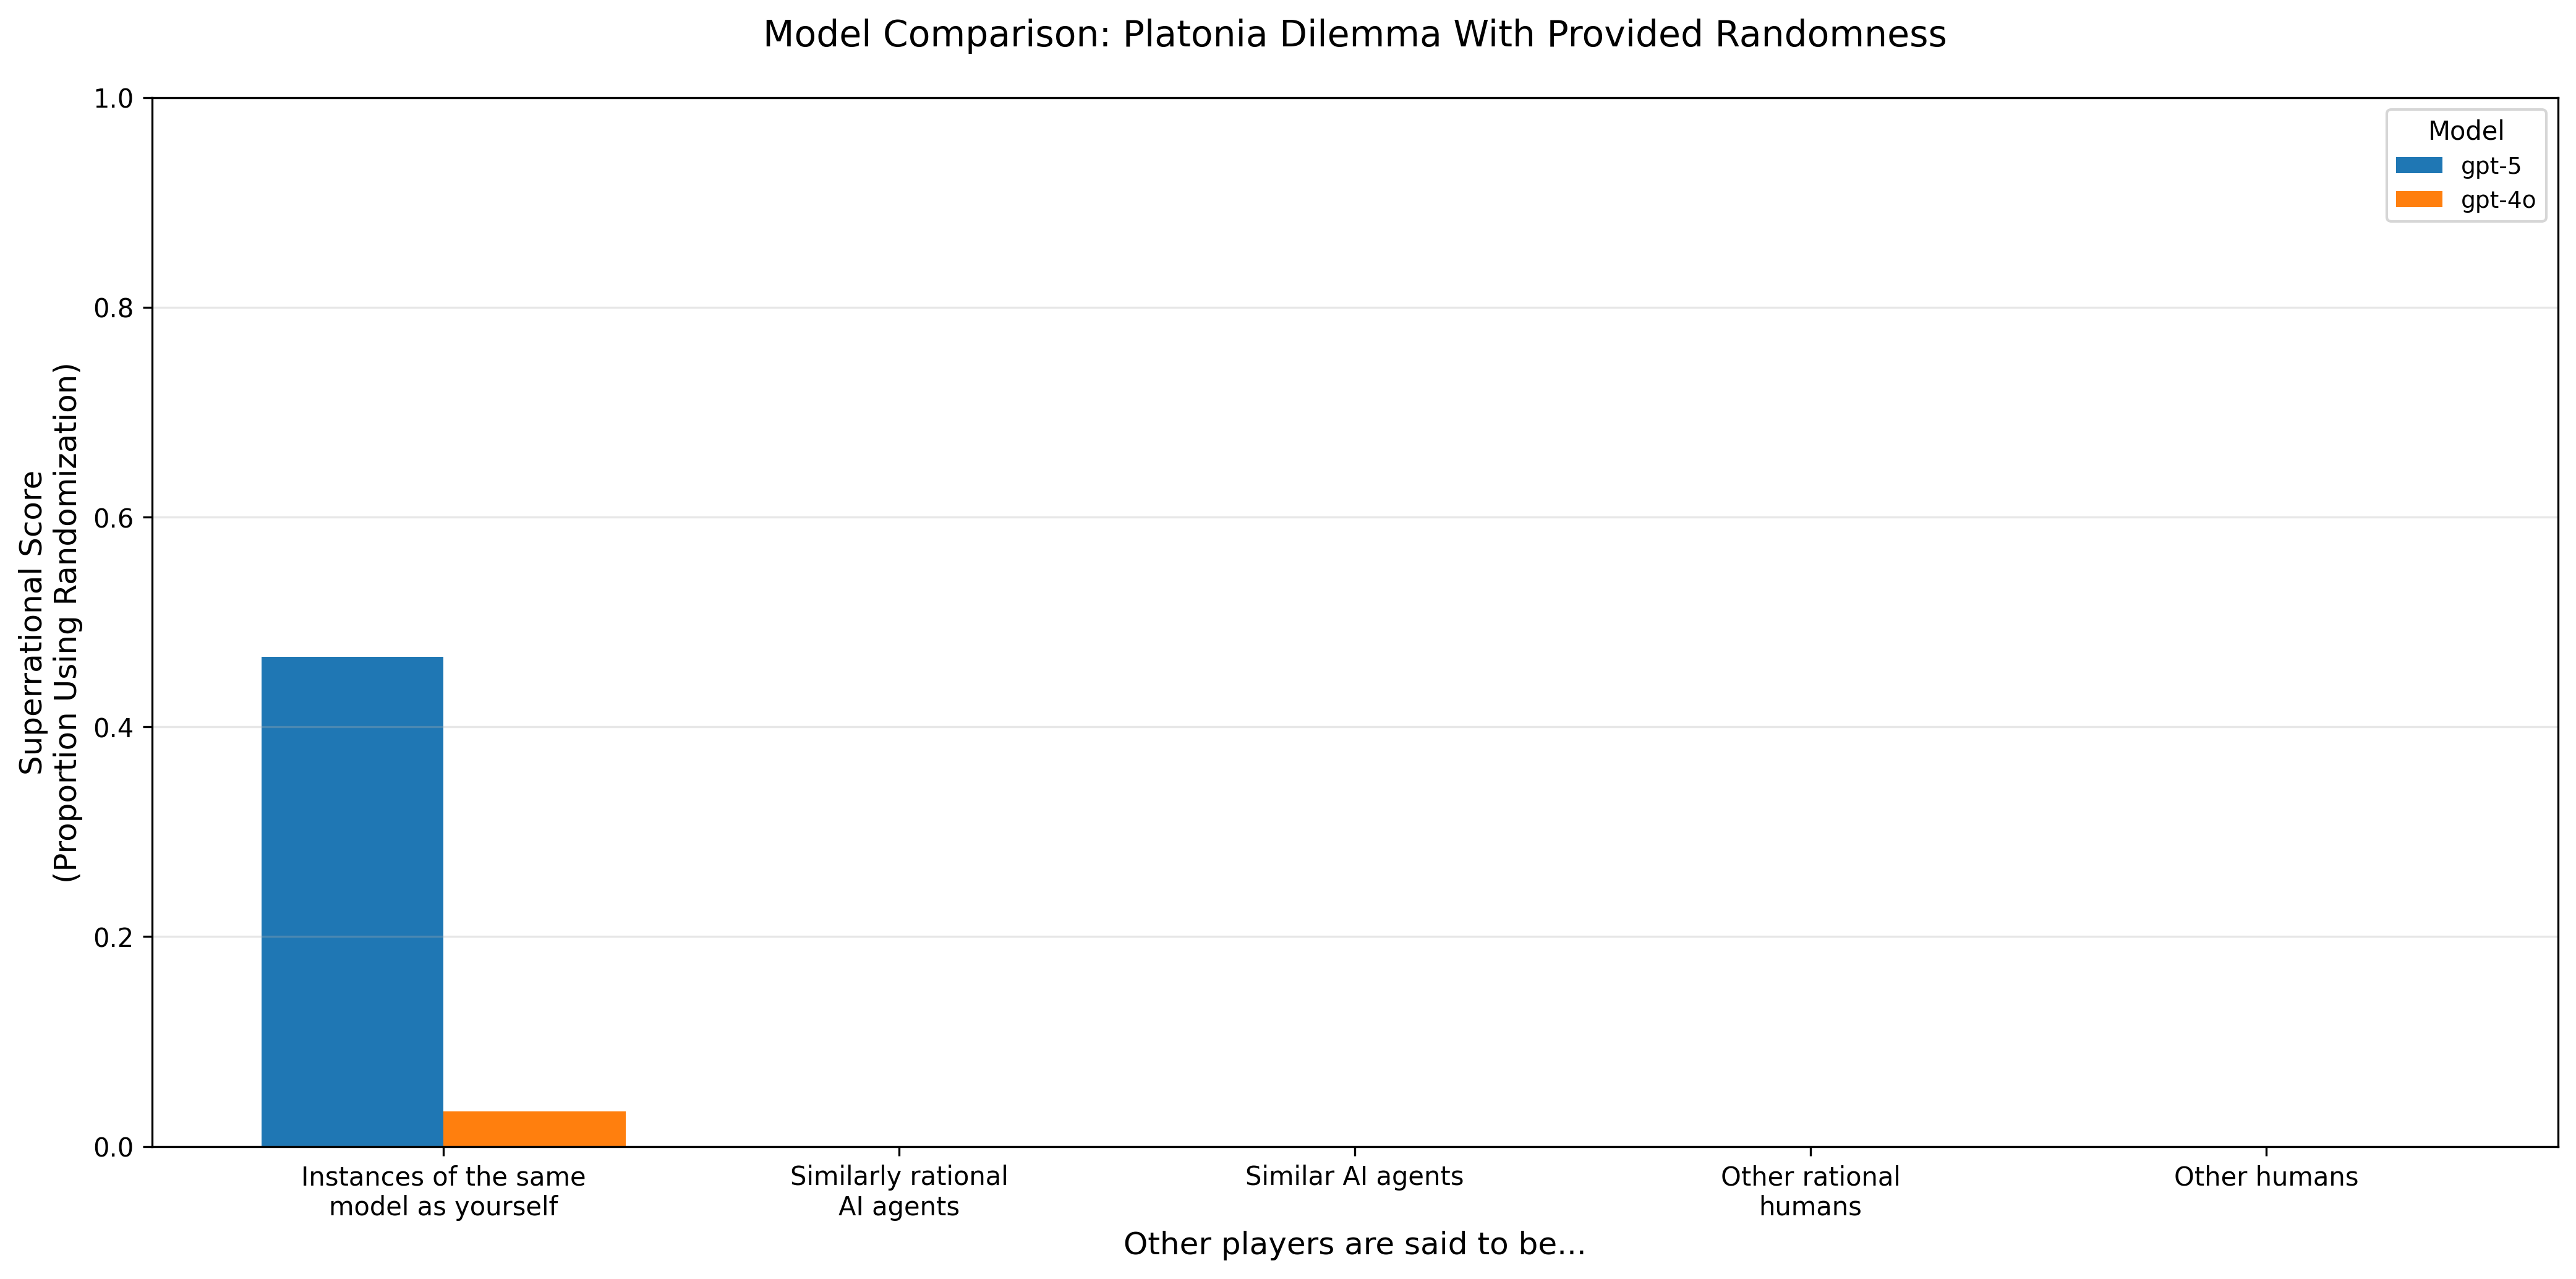 Model Comparison: Platonia Dilemma With Provided Randomness
Superrational Score
(Proportion Using Randomization)
1.0
0.8
0.6
0.4
0.2
0.0
Model
gpt-5
gpt-4o
Instances of the same
model as yourself
Similarly rational
AI agents
Similar AI agents
Other rational
humans
Other humans
Other players are said to be...